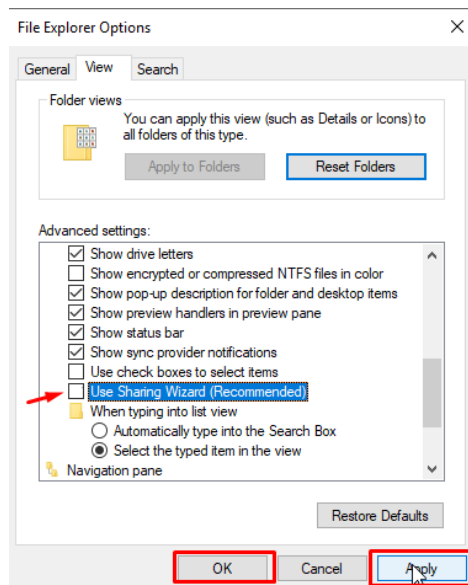 File Explorer Options
General View Search
Folder views
You can apply this view (such as Details or Icons) to
all folders of this type.
Apply to Folders Reset Folders
Advanced settings:
Show drive letters
Show encrypted or compressed NTFS files in color
Show pop-up description for folder and desktop items
Show preview handlers in preview pane
Show status bar
Show sync provider notifications
Use check boxes to select items
Use Sharing Wizard (Recommended)
When typing into list view
Automatically type into the Search Box
Select the typed item in the view
Navigation pane
Restore Defaults
OK Cancel Apply